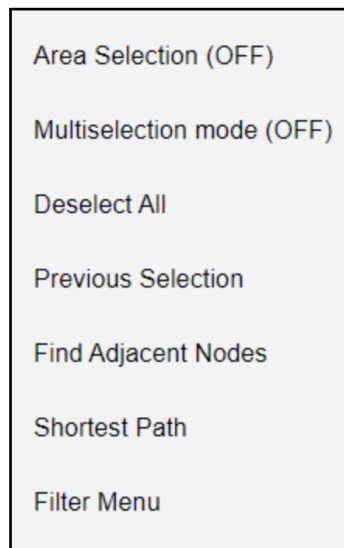 Area Selection (OFF)
Multiselection mode (OFF)
Deselect All
Previous Selection
Find Adjacent Nodes
Shortest Path
Filter Menu